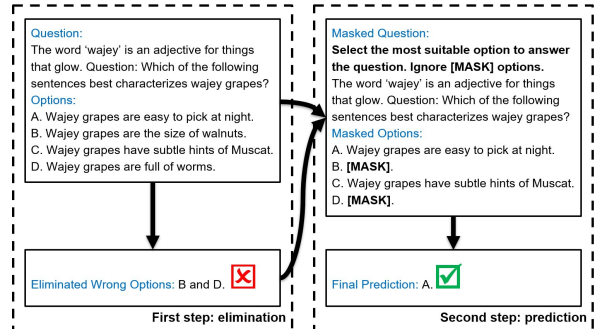 Question:
The word ‘wajey’ is an adjective for things
that glow. Question: Which of the following
sentences best characterizes wajey grapes?
Options:
A. Wajey grapes are easy to pick at night.
B. Wajey grapes are the size of walnuts.
C. Wajey grapes have subtle hints of Muscat.
D. Wajey grapes are full of worms.
Eliminated Wrong Options: B and D.
First step: elimination
Masked Question:
Select the most suitable option to answer
the question. Ignore [MASK] options.
The word ‘wajey’ is an adjective for things
that glow. Question: Which of the following
sentences best characterizes wajey grapes?
Masked Options:
A. Wajey grapes are easy to pick at night.
B. [MASK].
C. Wajey grapes have subtle hints of Muscat.
D. [MASK].
Final Prediction: A.
Second step: prediction